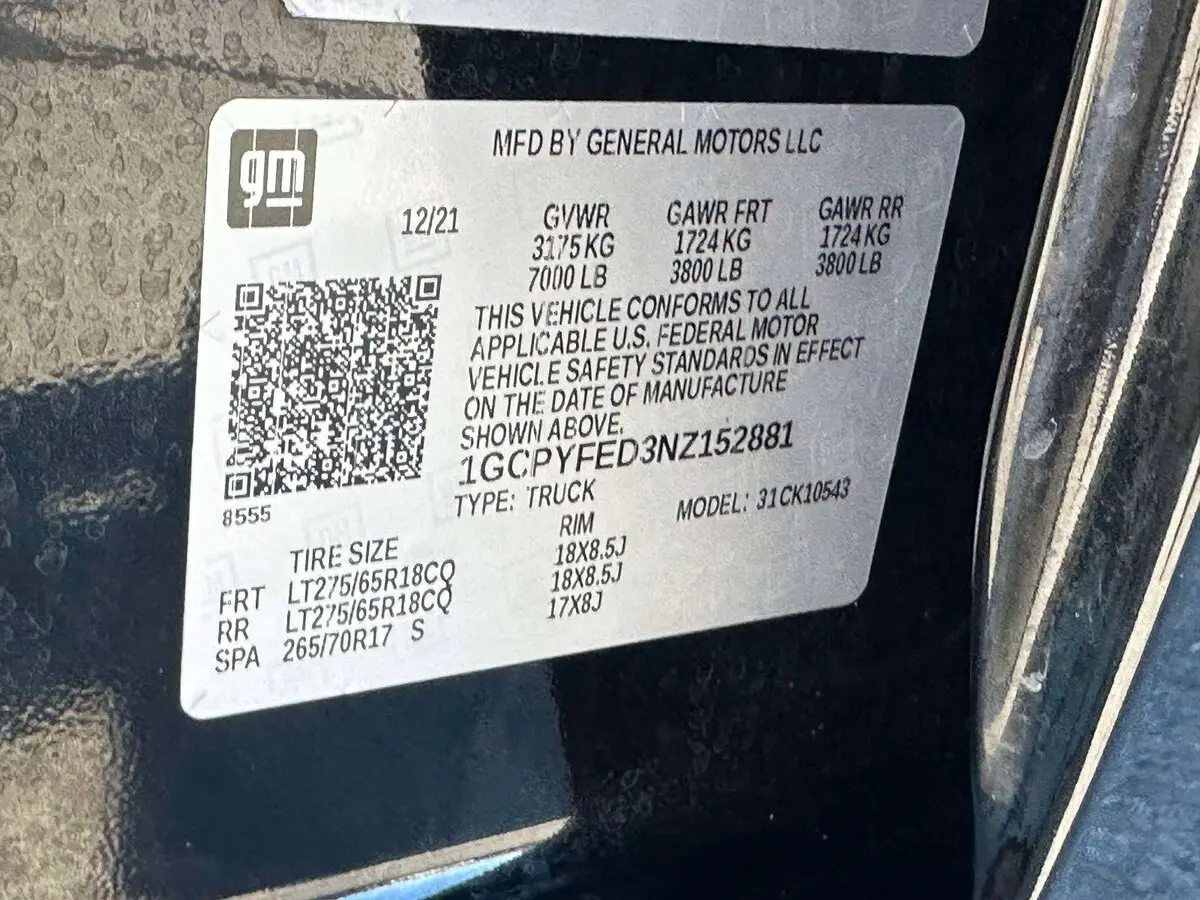 gm
MFD BY GENERAL MOTORS LLC
12/21 GVWR GAWR FRT GAWR RR
3175 KG 1724 KG 1724 KG
7000 LB 3800 LB 3800 LB
THIS VEHICLE CONFORMS TO ALL
APPLICABLE U.S. FEDERAL MOTOR
VEHICLE SAFETY STANDARDS IN EFFECT
ON THE DATE OF MANUFACTURE
SHOWN ABOVE.
1GCPYFED3NZ152881
8555
TYPE: TRUCK MODEL: 31CK10543
TIRE SIZE RIM
FRT LT275/65R18CQ 18X8.5J
RR LT275/65R18CQ 18X8.5J
SPA 265/70R17 S 17X8J